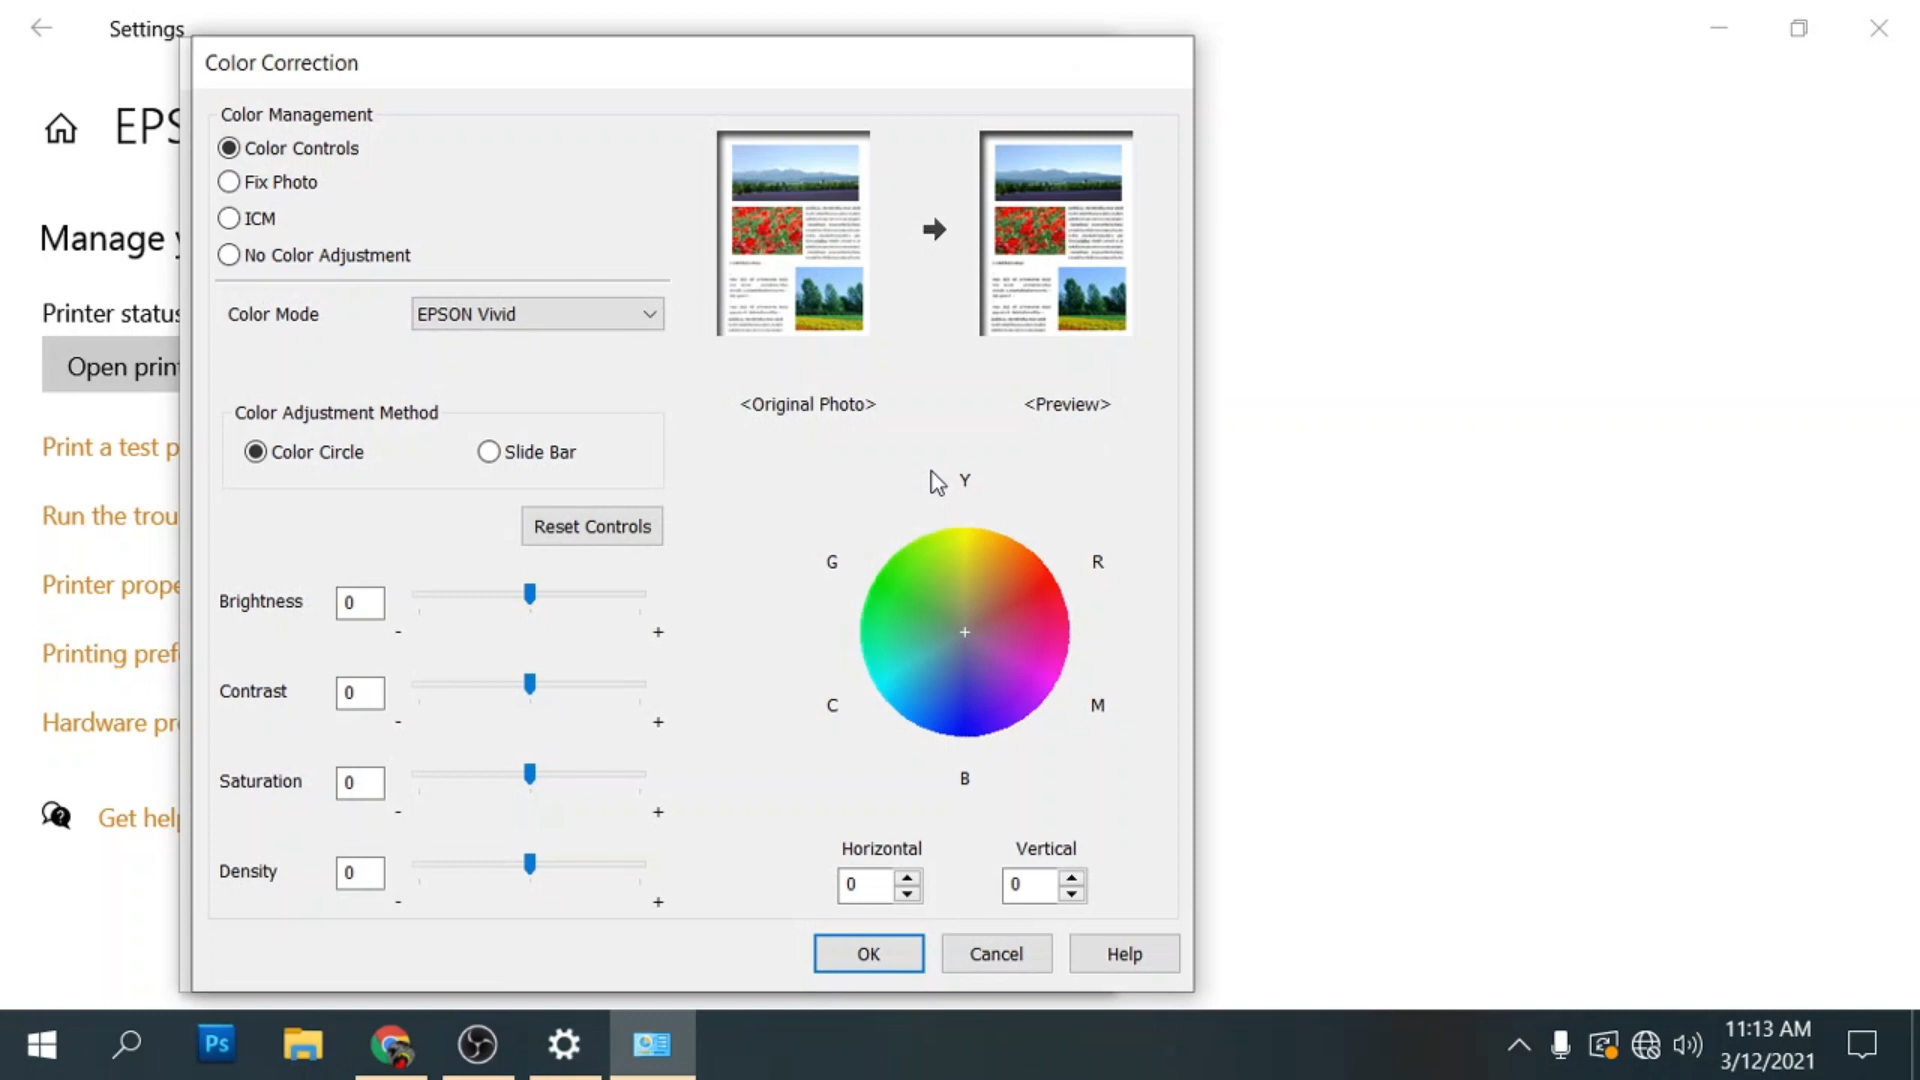 Settings
Color Correction
EPS
Manage y
Printer status
Open print
Print a test p
Run the trou
Printer prope
Printing prefe
Hardware pr
Get help
Color Management
Color Controls
Fix Photo
ICM
No Color Adjustment
Color Mode
EPSON Vivid
<Original Photo>
<Preview>
Color Adjustment Method
Color Circle
Slide Bar
Reset Controls
Brightness
0
-
+
Contrast
0
-
+
Saturation
0
-
+
Density
0
-
+
Y
G
R
C
M
B
Horizontal
Vertical
0
0
OK
Cancel
Help
Ps
11:13 AM
3/12/2021